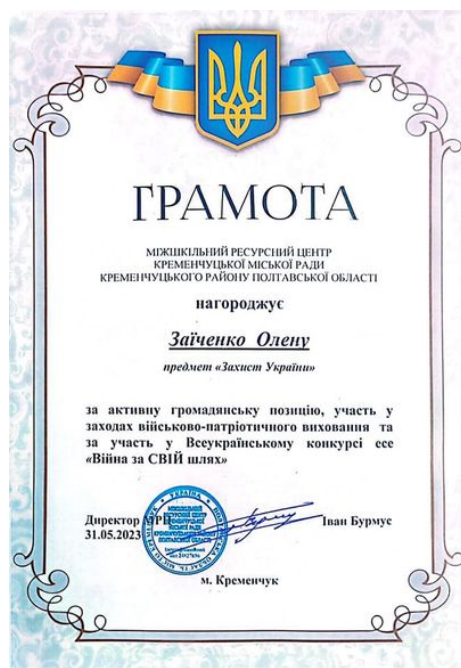 ГРАМОТА
МІЖШКІЛЬНИЙ РЕСУРСНИЙ ЦЕНТР
КРЕМЕНЧУЦЬКОЇ МІСЬКОЇ РАДИ
КРЕМЕНЧУЦЬКОГО РАЙОНУ ПОЛТАВСЬКОЇ ОБЛАСТІ
нагороджує
Заїченко Олену
предмет «Захист України»
за активну громадянську позицію, участь у
заходах військово-патріотичного виховання та
за участь у Всеукраїнському конкурсі есе
«Війна за СВІЙ шлях»
Директор МРЦ Іван Бурмус
31.05.2023
м. Кременчук